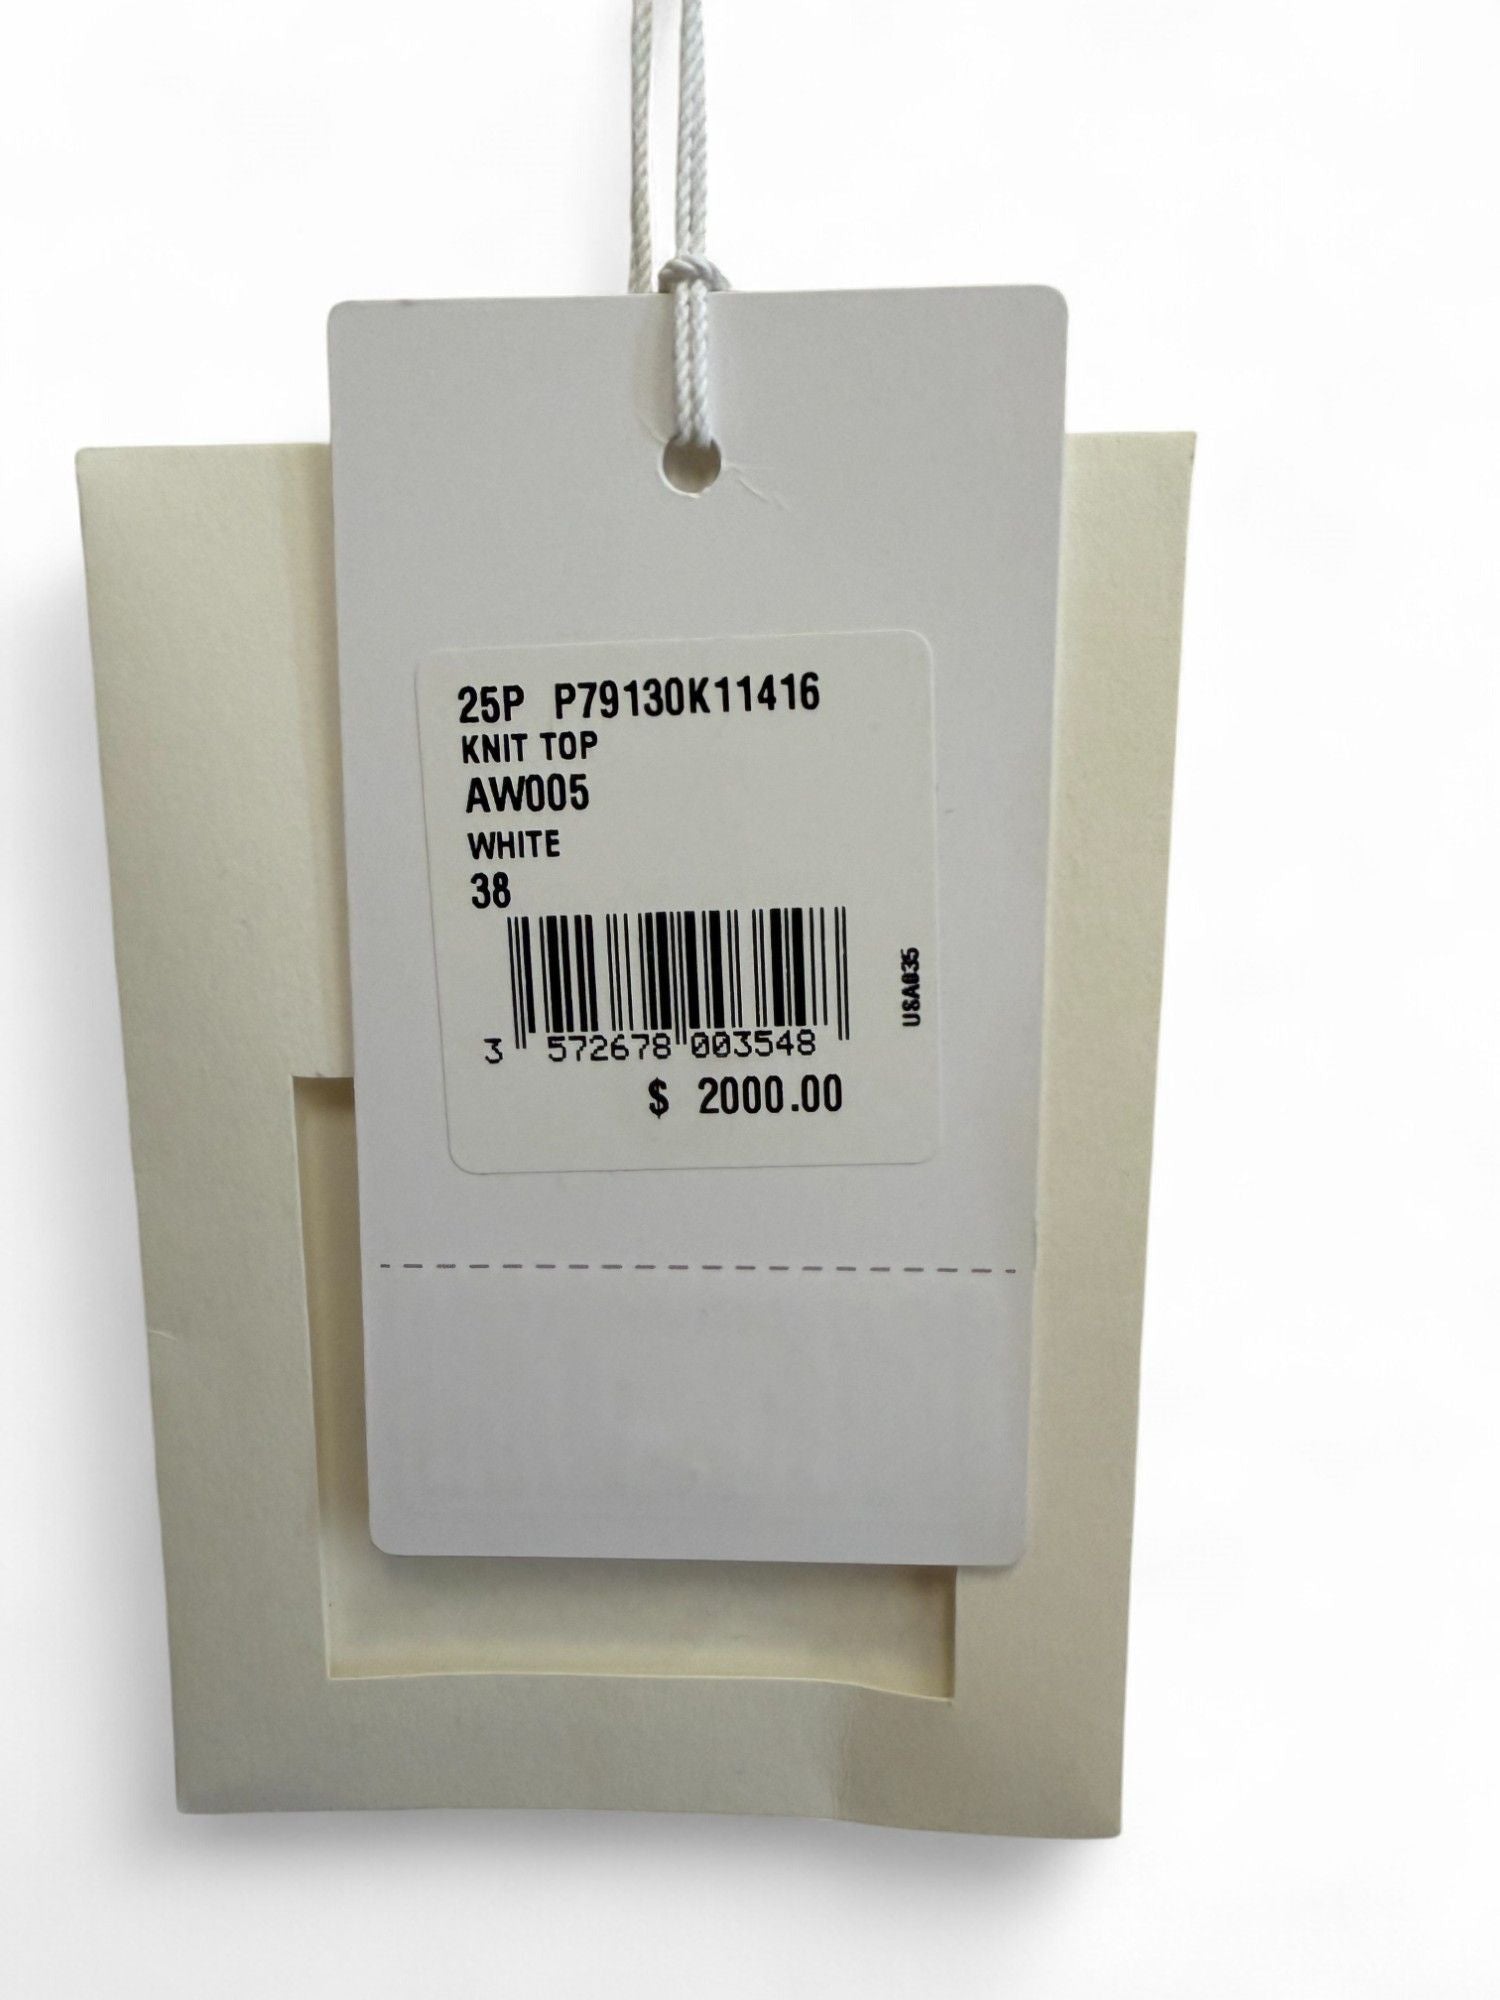 25P P79130K11416
KNIT TOP
AW005
WHITE
38
USA035
3 572678 003548
$ 2000.00